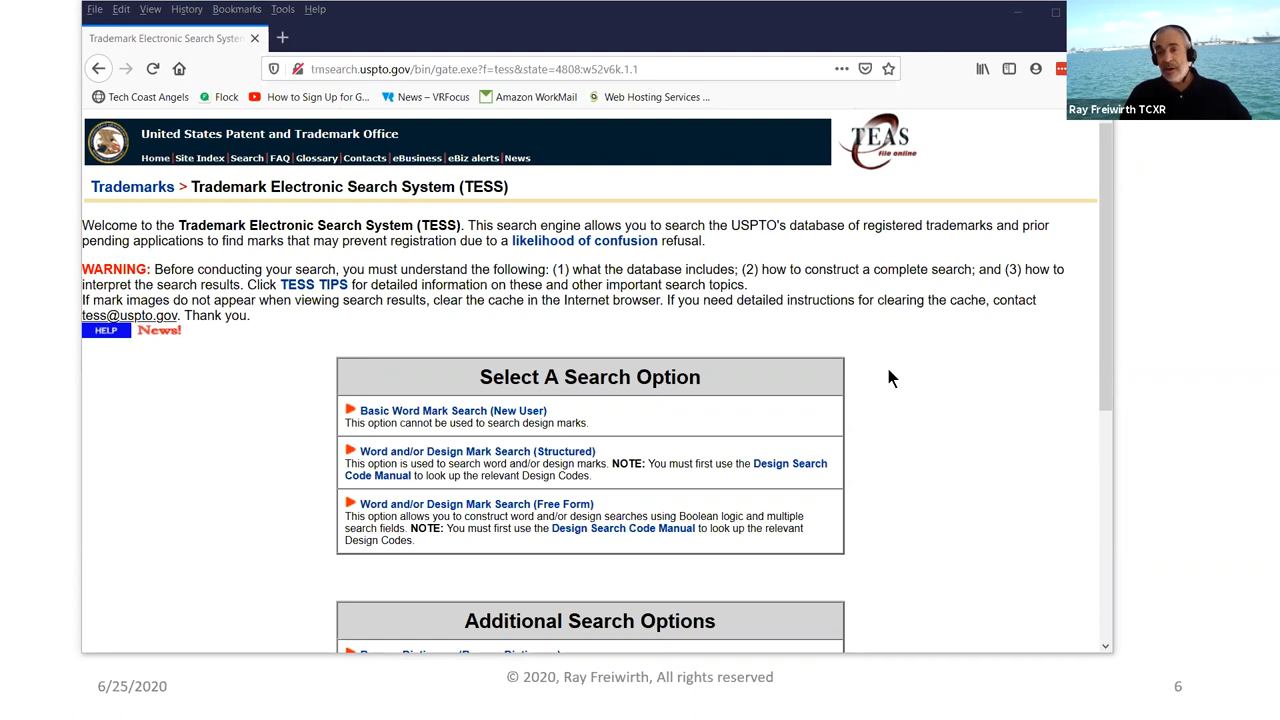 File Edit View History Bookmarks Tools Help
Trademark Electronic Search System
tmsearch.uspto.gov/bin/gate.exe?f=tess&state=4808:w52v6k.1.1
Tech Coast Angels Flock How to Sign Up for G... News – VRFocus Amazon WorkMail Web Hosting Services ...
Ray Freiwirth TCXR
United States Patent and Trademark Office
Home | Site Index | Search | FAQ | Glossary | Contacts | eBusiness | eBiz alerts | News
TEAS
file online
Trademarks > Trademark Electronic Search System (TESS)
Welcome to the Trademark Electronic Search System (TESS). This search engine allows you to search the USPTO's database of registered trademarks and prior
pending applications to find marks that may prevent registration due to a likelihood of confusion refusal.
WARNING: Before conducting your search, you must understand the following: (1) what the database includes; (2) how to construct a complete search; and (3) how to
interpret the search results. Click TESS TIPS for detailed information on these and other important search topics.
If mark images do not appear when viewing search results, clear the cache in the Internet browser. If you need detailed instructions for clearing the cache, contact
tess@uspto.gov. Thank you.
HELP News!
Select A Search Option
Basic Word Mark Search (New User)
This option cannot be used to search design marks.
Word and/or Design Mark Search (Structured)
This option is used to search word and/or design marks. NOTE: You must first use the Design Search
Code Manual to look up the relevant Design Codes.
Word and/or Design Mark Search (Free Form)
This option allows you to construct word and/or design searches using Boolean logic and multiple
search fields. NOTE: You must first use the Design Search Code Manual to look up the relevant
Design Codes.
Additional Search Options
6/25/2020
© 2020, Ray Freiwirth, All rights reserved
6